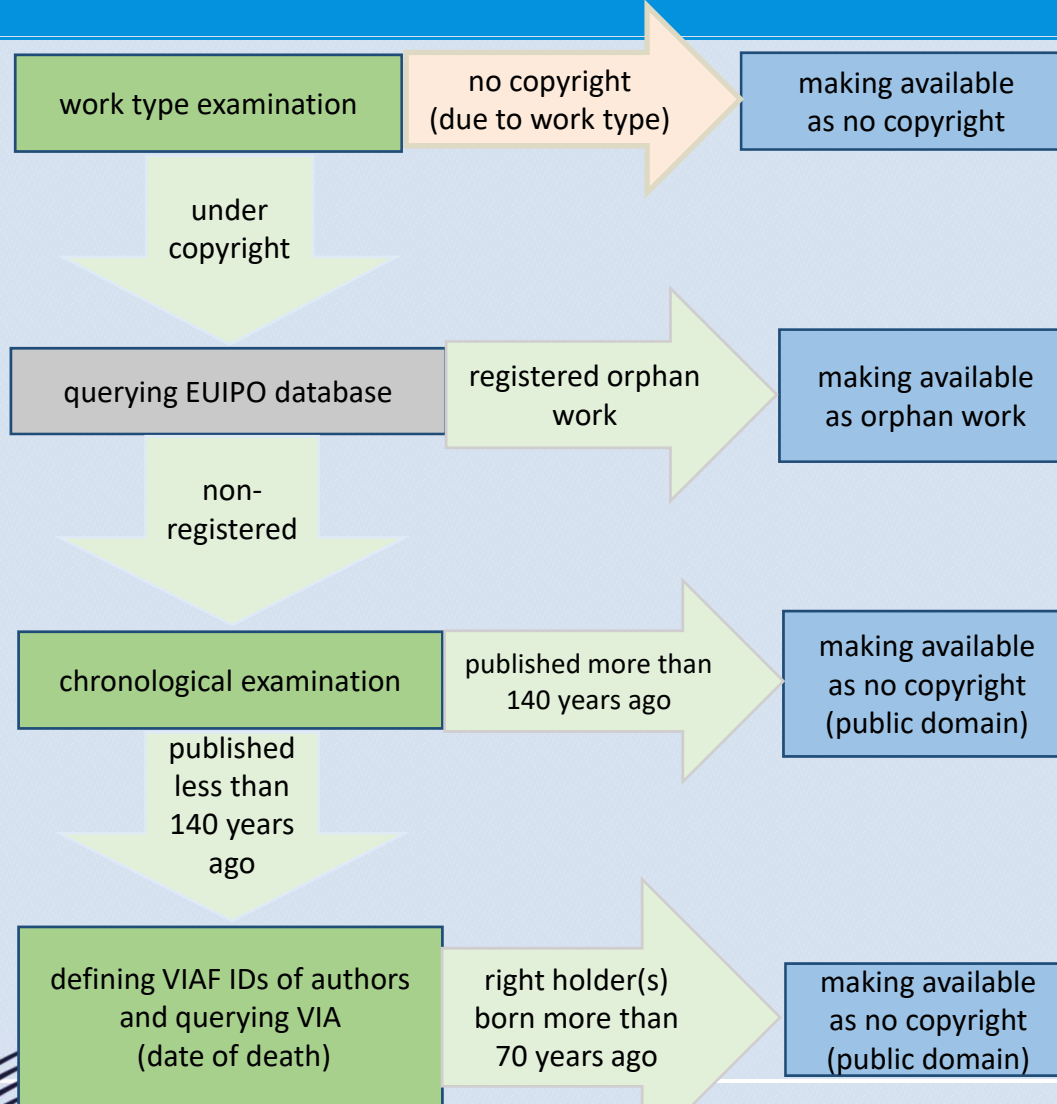 work type examination
no copyright
(due to work type)
making available
as no copyright
under
copyright
querying EUIPO database
registered orphan
work
making available
as orphan work
non-
registered
chronological examination
published more than
140 years ago
making available
as no copyright
(public domain)
published
less than
140 years
ago
defining VIAF IDs of authors
and querying VIA
(date of death)
right holder(s)
born more than
70 years ago
making available
as no copyright
(public domain)